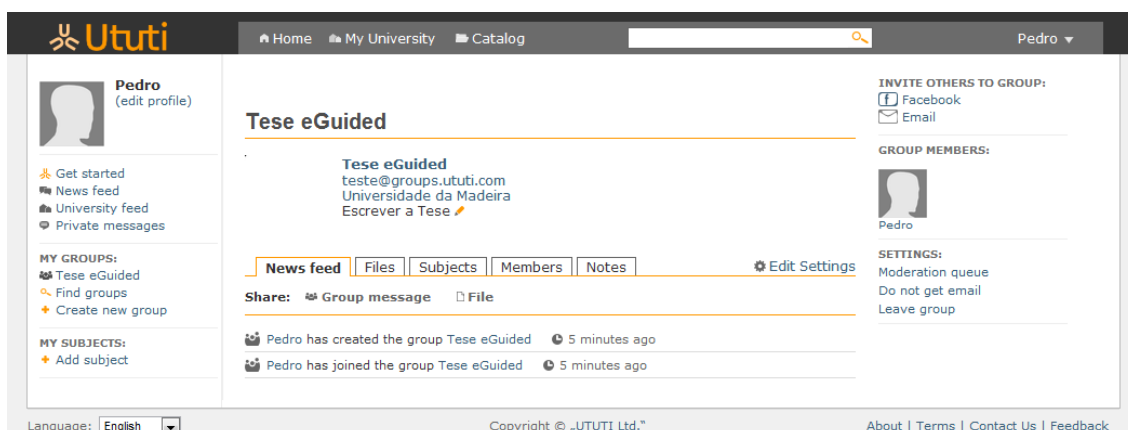 Ututi
Home My University Catalog
Pedro
Pedro
(edit profile)
Get started
News feed
University feed
Private messages
MY GROUPS:
Tese eGuided
Find groups
Create new group
MY SUBJECTS:
Add subject
Tese eGuided
Tese eGuided
teste@groups.ututi.com
Universidade da Madeira
Escrever a Tese
News feed Files Subjects Members Notes Edit Settings
Share: Group message File
Pedro has created the group Tese eGuided 5 minutes ago
Pedro has joined the group Tese eGuided 5 minutes ago
INVITE OTHERS TO GROUP:
Facebook
Email
GROUP MEMBERS:
Pedro
SETTINGS:
Moderation queue
Do not get email
Leave group
Language: English
Copyright © „UTUTI Ltd.“
About | Terms | Contact Us | Feedback